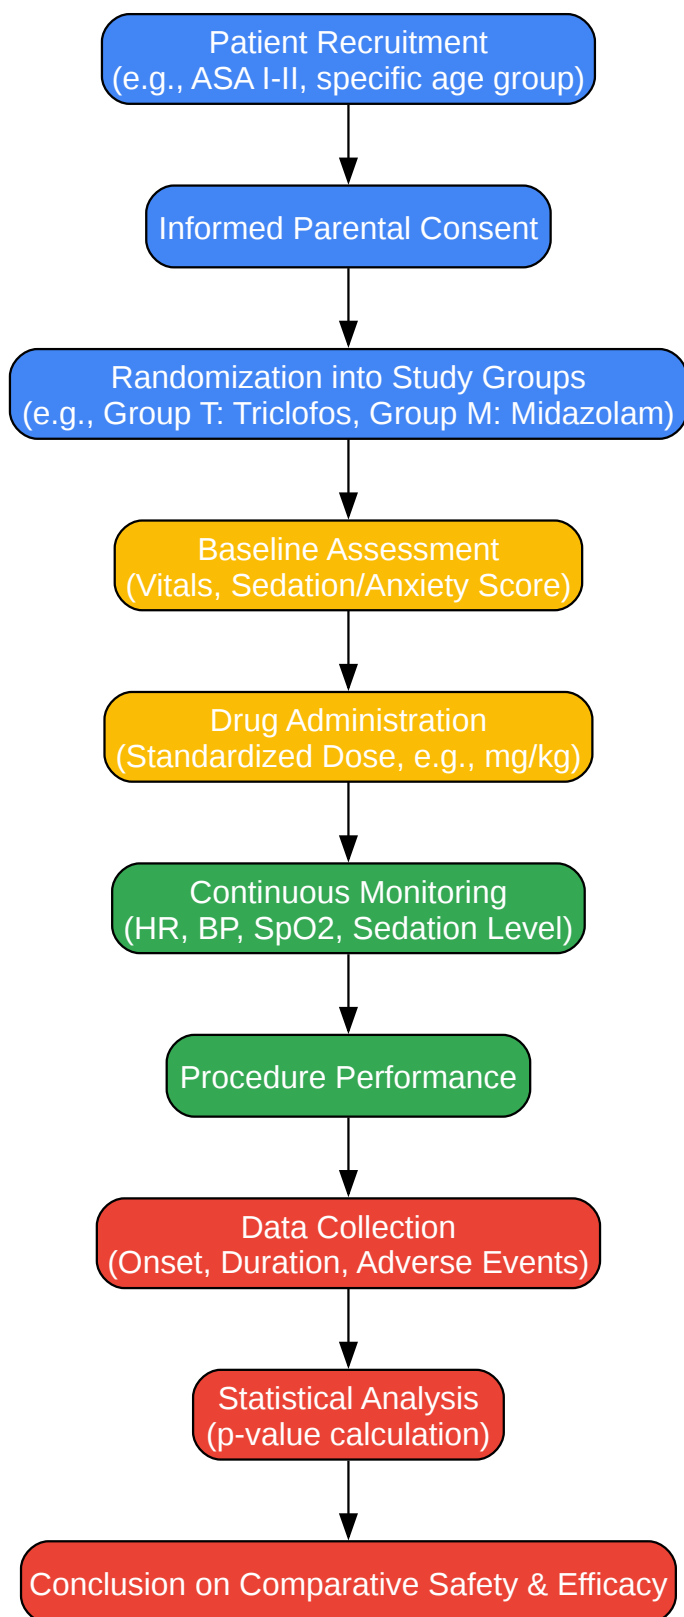 Patient Recruitment
(e.g., ASA I-II, specific age group)
Informed Parental Consent
Randomization into Study Groups
(e.g., Group T: Triclofos, Group M: Midazolam)
Baseline Assessment
(Vitals, Sedation/Anxiety Score)
Drug Administration
(Standardized Dose, e.g., mg/kg)
Continuous Monitoring
(HR, BP, SpO2, Sedation Level)
Procedure Performance
Data Collection
(Onset, Duration, Adverse Events)
Statistical Analysis
(p-value calculation)
Conclusion on Comparative Safety & Efficacy